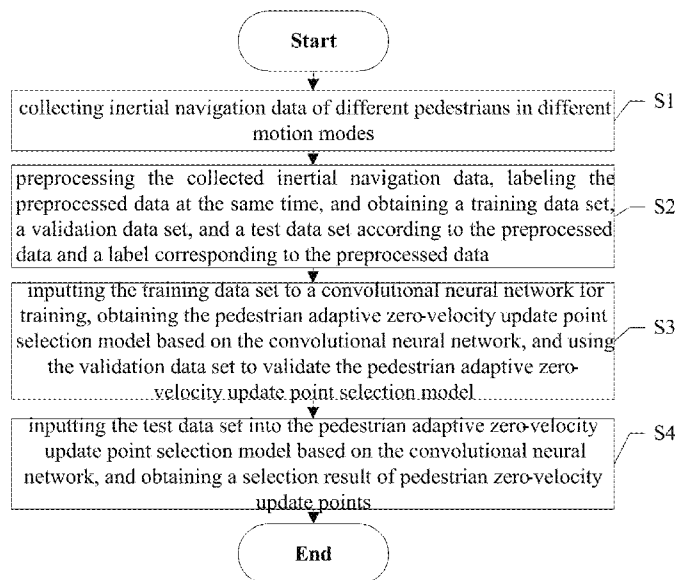 Start
collecting inertial navigation data of different pedestrians in different
motion modes
S1
preprocessing the collected inertial navigation data, labeling the
preprocessed data at the same time, and obtaining a training data set,
a validation data set, and a test data set according to the preprocessed
data and a label corresponding to the preprocessed data
S2
inputting the training data set to a convolutional neural network for
training, obtaining the pedestrian adaptive zero-velocity update point
selection model based on the convolutional neural network, and using
the validation data set to validate the pedestrian adaptive zero-
velocity update point selection model
S3
inputting the test data set into the pedestrian adaptive zero-velocity
update point selection model based on the convolutional neural
network, and obtaining a selection result of pedestrian zero-velocity
update points
S4
End